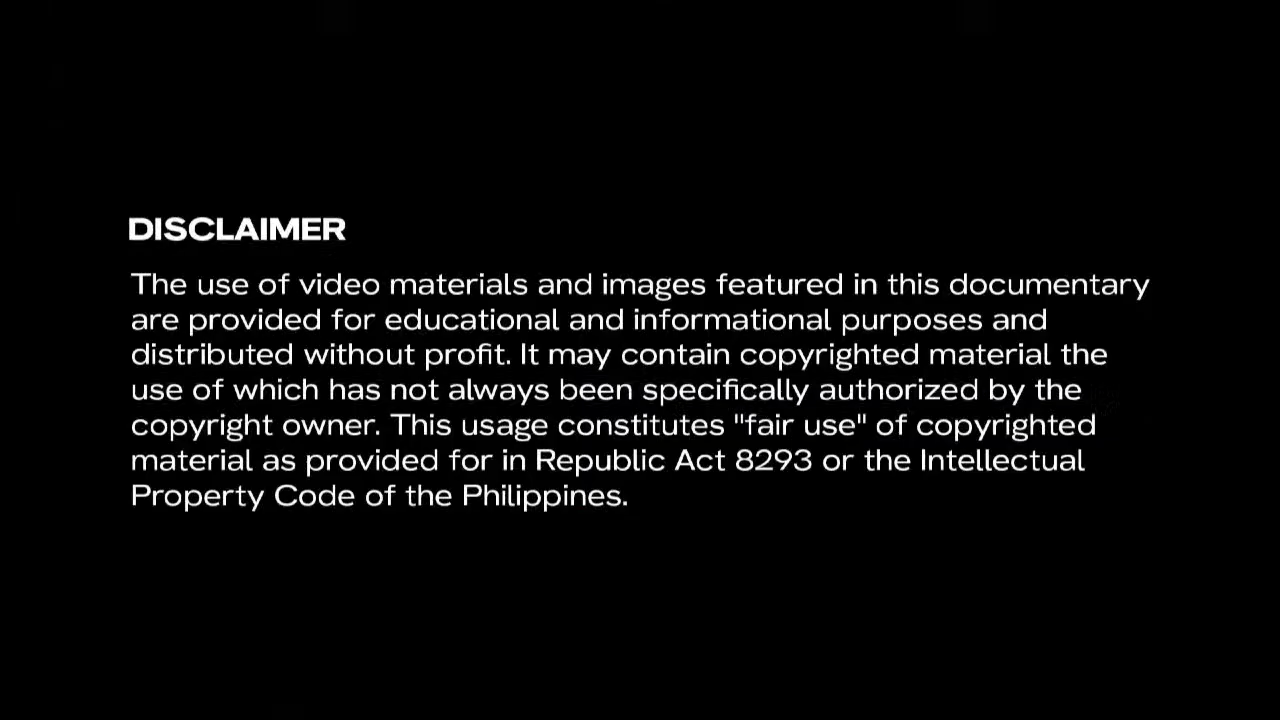 DISCLAIMER
The use of video materials and images featured in this documentary
are provided for educational and informational purposes and
distributed without profit. It may contain copyrighted material the
use of which has not always been specifically authorized by the
copyright owner. This usage constitutes "fair use" of copyrighted
material as provided for in Republic Act 8293 or the Intellectual
Property Code of the Philippines.